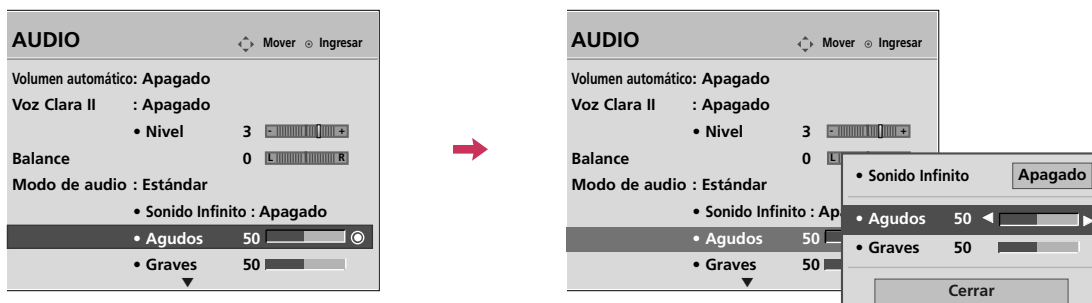 AUDIO
Mover Ingresar
Volumen automático: Apagado
Voz Clara II : Apagado
• Nivel 3 - +
Balance 0 L R
Modo de audio : Estándar
• Sonido Infinito : Apagado
• Agudos 50
• Graves 50
AUDIO
Mover Ingresar
Volumen automático: Apagado
Voz Clara II : Apagado
• Nivel 3 - +
Balance 0 L
Modo de audio : Estándar
• Sonido Infinito : Ap
• Agudos 50
• Graves 50
• Sonido Infinito Apagado
• Agudos 50
• Graves 50
Cerrar